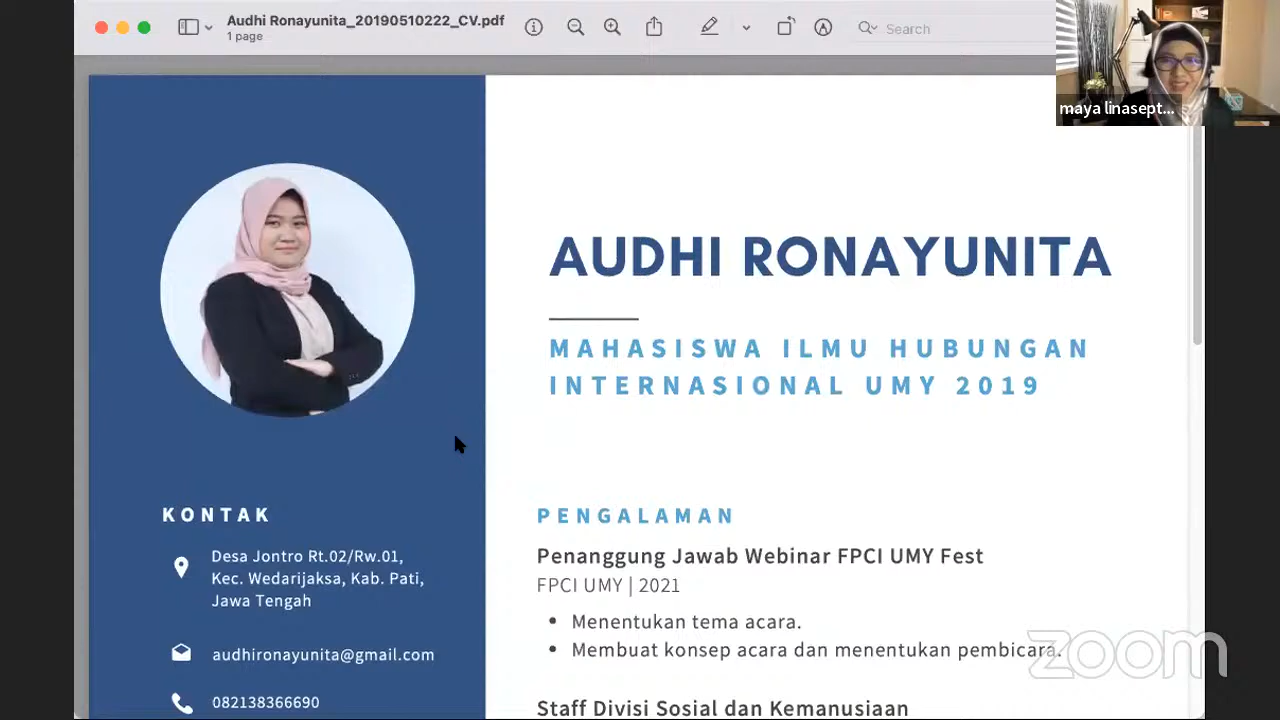 Audhi Ronayunita_20190510222_CV.pdf
1 page
Search
maya linasept...
AUDHI RONAYUNITA
MAHASISWA ILMU HUBUNGAN
INTERNASIONAL UMY 2019
KONTAK
Desa Jontro Rt.02/Rw.01,
Kec. Wedarijaksa, Kab. Pati,
Jawa Tengah
audhironayunita@gmail.com
082138366690
PENGALAMAN
Penanggung Jawab Webinar FPCI UMY Fest
FPCI UMY | 2021
• Menentukan tema acara.
• Membuat konsep acara dan menentukan pembicara.
Staff Divisi Sosial dan Kemanusiaan
zoom